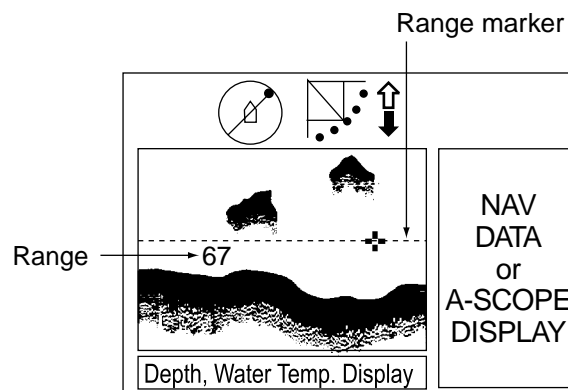 Range marker
Range
67
NAV
DATA
or
A-SCOPE
DISPLAY
Depth, Water Temp. Display